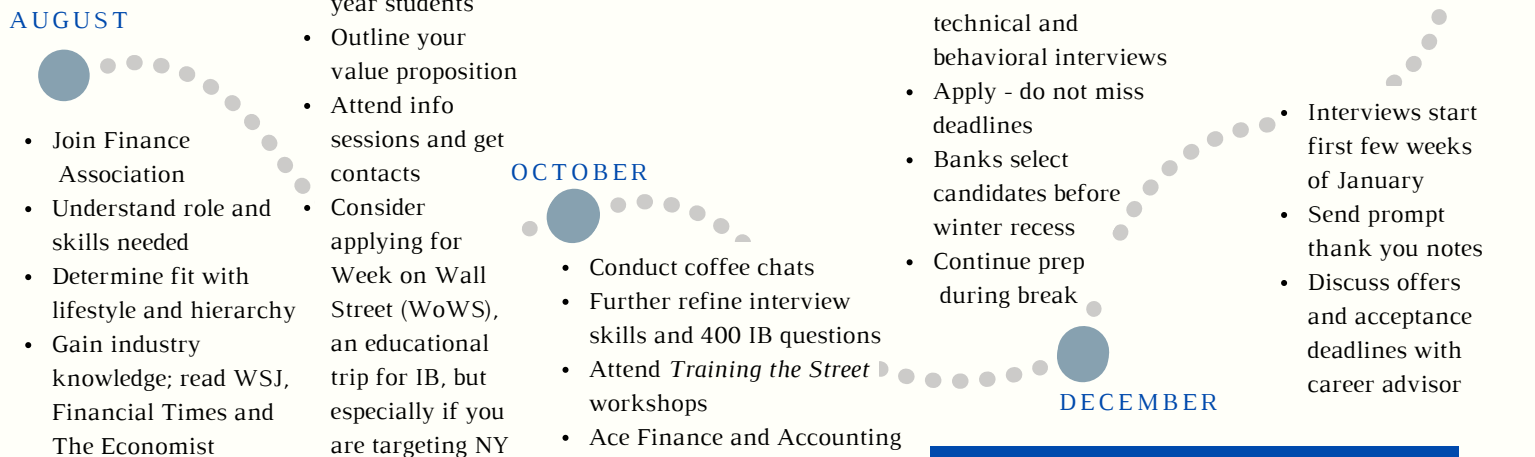 AUGUST
• Join Finance
Association
• Understand role and
skills needed
• Determine fit with
lifestyle and hierarchy
• Gain industry
knowledge; read WSJ,
Financial Times and
The Economist
year students
• Outline your
value proposition
• Attend info
sessions and get
contacts
• Consider
applying for
Week on Wall
Street (WoWS),
an educational
trip for IB, but
especially if you
are targeting NY
OCTOBER
• Conduct coffee chats
• Further refine interview
skills and 400 IB questions
• Attend Training the Street
workshops
• Ace Finance and Accounting
technical and
behavioral interviews
• Apply - do not miss
deadlines
• Banks select
candidates before
winter recess
• Continue prep
during break
DECEMBER
• Interviews start
first few weeks
of January
• Send prompt
thank you notes
• Discuss offers
and acceptance
deadlines with
career advisor